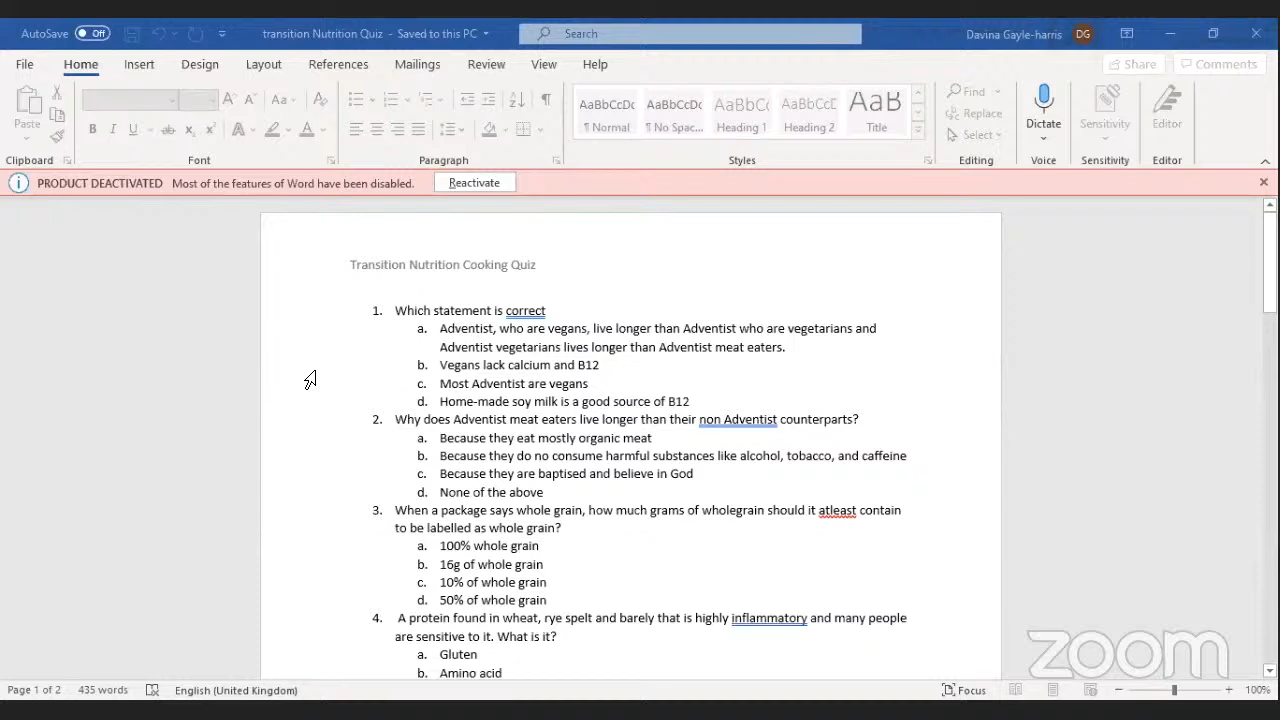 AutoSave Off transition Nutrition Quiz - Saved to this PC Search Davina Gayle-harris DG
File Home Insert Design Layout References Mailings Review View Help Share Comments
Paste
B I U ab x₂ x² A A
Aa A
AaBbCcDc AaBbCcDc AaBbCc AaBbCcE AaB
¶ Normal ¶ No Spac... Heading 1 Heading 2 Title
Find
Replace
Select
Dictate Sensitivity Editor
Clipboard Font Paragraph Styles Editing Voice Sensitivity Editor
PRODUCT DEACTIVATED Most of the features of Word have been disabled. Reactivate
Transition Nutrition Cooking Quiz
1. Which statement is correct
a. Adventist, who are vegans, live longer than Adventist who are vegetarians and
Adventist vegetarians lives longer than Adventist meat eaters.
b. Vegans lack calcium and B12
c. Most Adventist are vegans
d. Home-made soy milk is a good source of B12
2. Why does Adventist meat eaters live longer than their non Adventist counterparts?
a. Because they eat mostly organic meat
b. Because they do no consume harmful substances like alcohol, tobacco, and caffeine
c. Because they are baptised and believe in God
d. None of the above
3. When a package says whole grain, how much grams of wholegrain should it atleast contain
to be labelled as whole grain?
a. 100% whole grain
b. 16g of whole grain
c. 10% of whole grain
d. 50% of whole grain
4. A protein found in wheat, rye spelt and barely that is highly inflammatory and many people
are sensitive to it. What is it?
a. Gluten
b. Amino acid
zoom
Page 1 of 2 435 words English (United Kingdom) Focus 100%